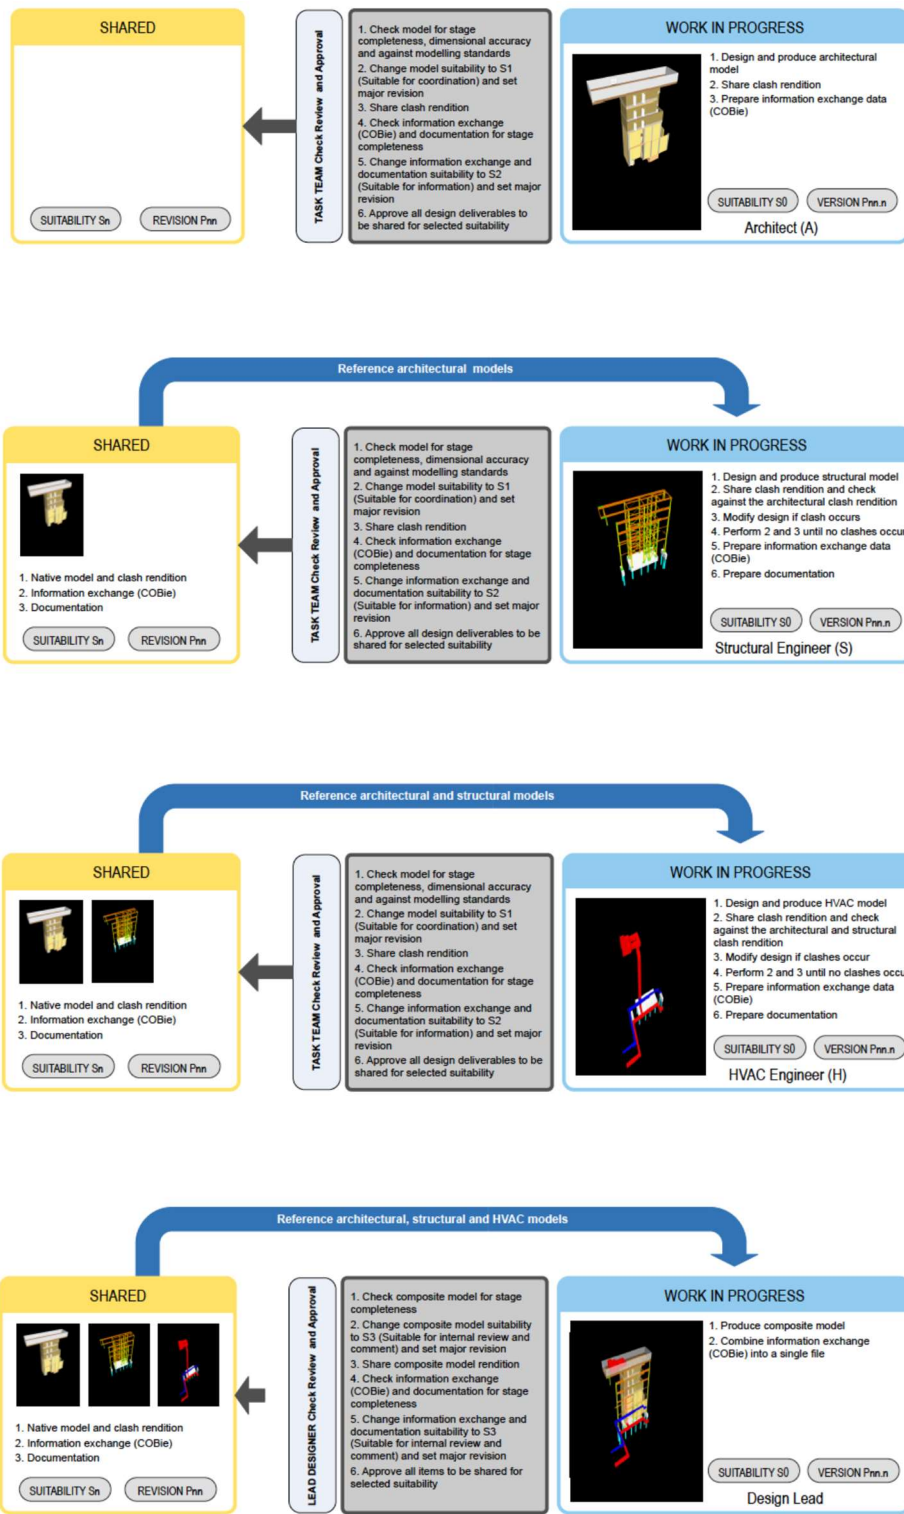 SHARED
SUITABILITY Sn
REVISION Pnn
TASK TEAM Check Review and Approval
1. Check model for stage
completeness, dimensional accuracy
and against modelling standards
2. Change model suitability to S1
(Suitable for coordination) and set
major revision
3. Share clash rendition
4. Check information exchange
(COBie) and documentation for stage
completeness
5. Change information exchange and
documentation suitability to S2
(Suitable for information) and set major
revision
6. Approve all design deliverables to
be shared for selected suitability
WORK IN PROGRESS
1. Design and produce architectural
model
2. Share clash rendition
3. Prepare information exchange data
(COBie)
SUITABILITY S0
VERSION Pnn.n
Architect (A)
Reference architectural models
SHARED
1. Native model and clash rendition
2. Information exchange (COBie)
3. Documentation
SUITABILITY Sn
REVISION Pnn
TASK TEAM Check Review and Approval
1. Check model for stage
completeness, dimensional accuracy
and against modelling standards
2. Change model suitability to S1
(Suitable for coordination) and set
major revision
3. Share clash rendition
4. Check information exchange
(COBie) and documentation for stage
completeness
5. Change information exchange and
documentation suitability to S2
(Suitable for information) and set major
revision
6. Approve all design deliverables to be
shared for selected suitability
WORK IN PROGRESS
1. Design and produce structural model
2. Share clash rendition and check
against the architectural clash rendition
3. Modify design if clash occurs
4. Perform 2 and 3 until no clashes occur
5. Prepare information exchange data
(COBie)
6. Prepare documentation
SUITABILITY S0
VERSION Pnn.n
Structural Engineer (S)
Reference architectural and structural models
SHARED
1. Native model and clash rendition
2. Information exchange (COBie)
3. Documentation
SUITABILITY Sn
REVISION Pnn
TASK TEAM Check Review and Approval
1. Check model for stage
completeness, dimensional accuracy
and against modelling standards
2. Change model suitability to S1
(Suitable for coordination) and set
major revision
3. Share clash rendition
4. Check information exchange
(COBie) and documentation for stage
completeness
5. Change information exchange and
documentation suitability to S2
(Suitable for information) and set major
revision
6. Approve all design deliverables to be
shared for selected suitability
WORK IN PROGRESS
1. Design and produce HVAC model
2. Share clash rendition and check
against the architectural and structural
clash rendition
3. Modify design if clashes occur
4. Perform 2 and 3 until no clashes occu
5. Prepare information exchange data
(COBie)
6. Prepare documentation
SUITABILITY S0
VERSION Pnn.n
HVAC Engineer (H)
Reference architectural, structural and HVAC models
SHARED
1. Native model and clash rendition
2. Information exchange (COBie)
3. Documentation
SUITABILITY Sn
REVISION Pnn
LEAD DESIGNER Check Review and Approval
1. Check composite model for stage
completeness
2. Change composite model suitability
to S3 (Suitable for internal review and
comment) and set major revision
3. Share composite model rendition
4. Check information exchange
(COBie) and documentation for stage
completeness
5. Change information exchange and
documentation suitability to S3
(Suitable for internal review and
comment) and set major revision
6. Approve all items to be shared for
selected suitability
WORK IN PROGRESS
1. Produce composite model
2. Combine information exchange
(COBie) into a single file
SUITABILITY S0
VERSION Pnn.n
Design Lead